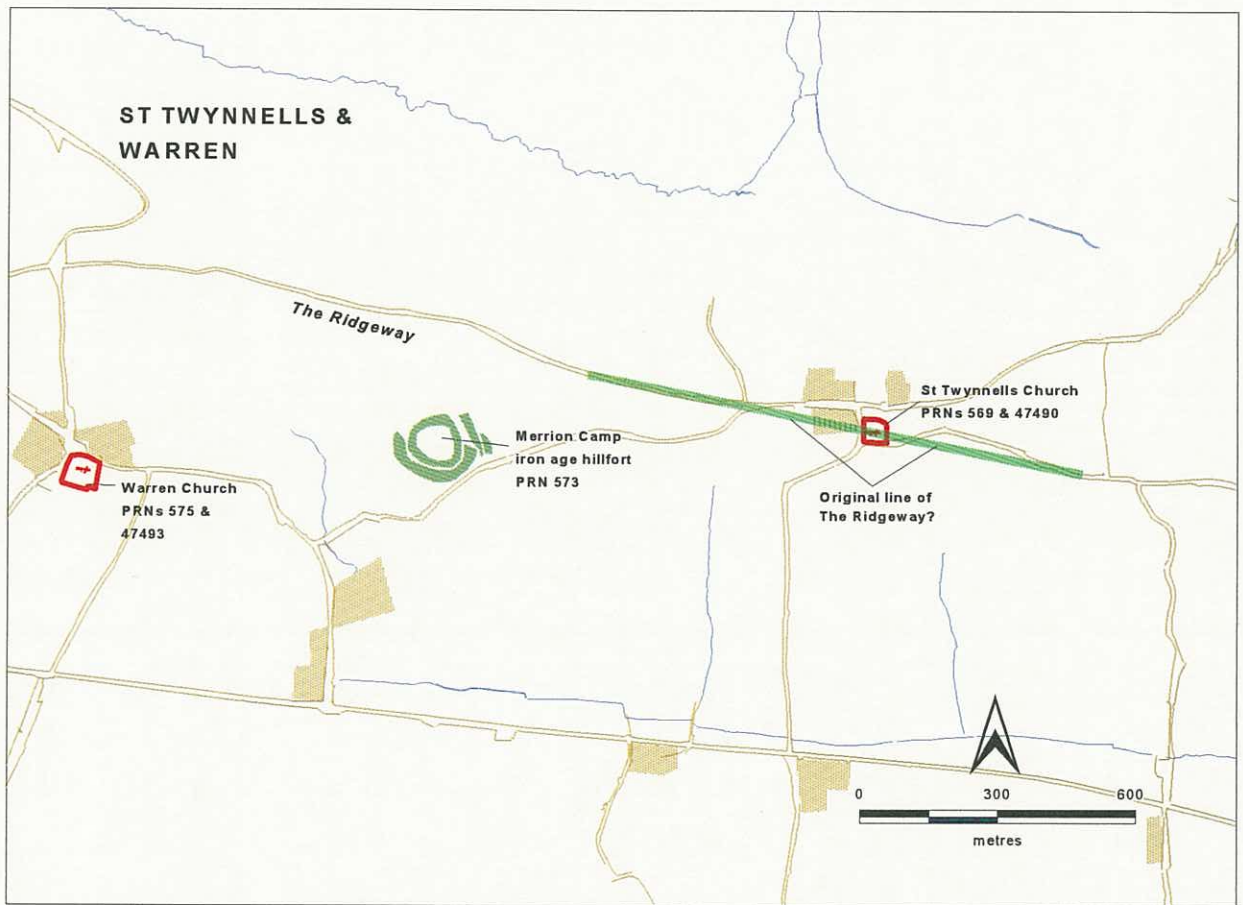 ST TWYNNELLS &
WARREN
The Ridgeway
St Twynnells Church
PRNs 569 & 47490
Merrion Camp
iron age hillfort
PRN 573
Warren Church
PRNs 575 &
47493
Original line of
The Ridgeway?
0 300 600
metres